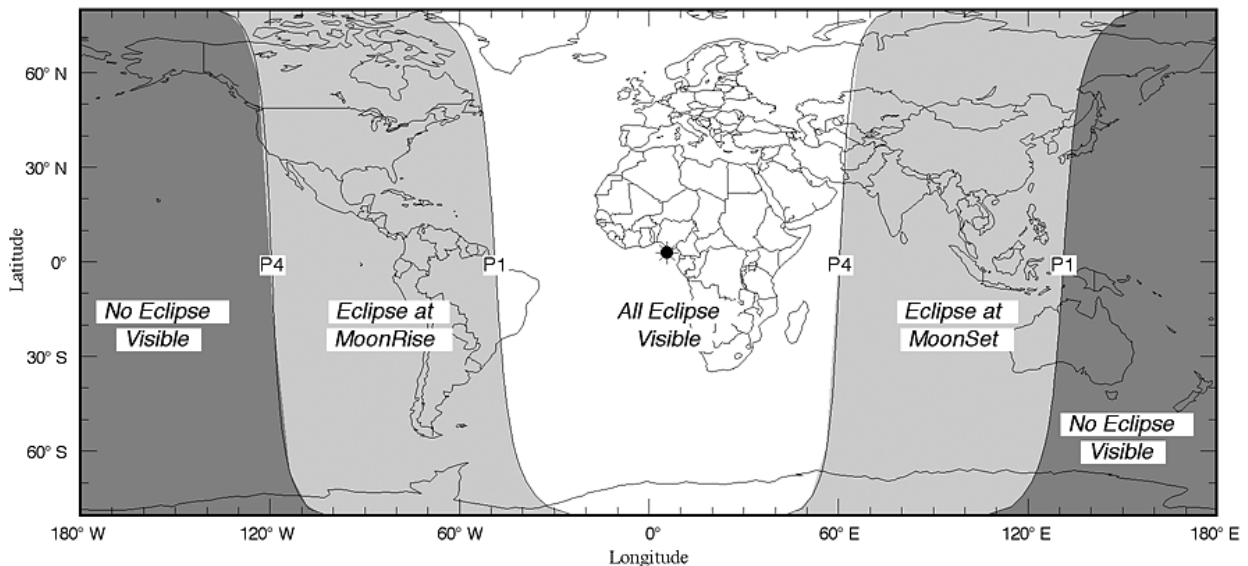 60° N
30° N
0°
30° S
60° S
Latitude
P4
P1
P4
P1
No Eclipse
Visible
Eclipse at
MoonRise
All Eclipse
Visible
Eclipse at
MoonSet
No Eclipse
Visible
180° W
120° W
60° W
0°
60° E
120° E
180° E
Longitude